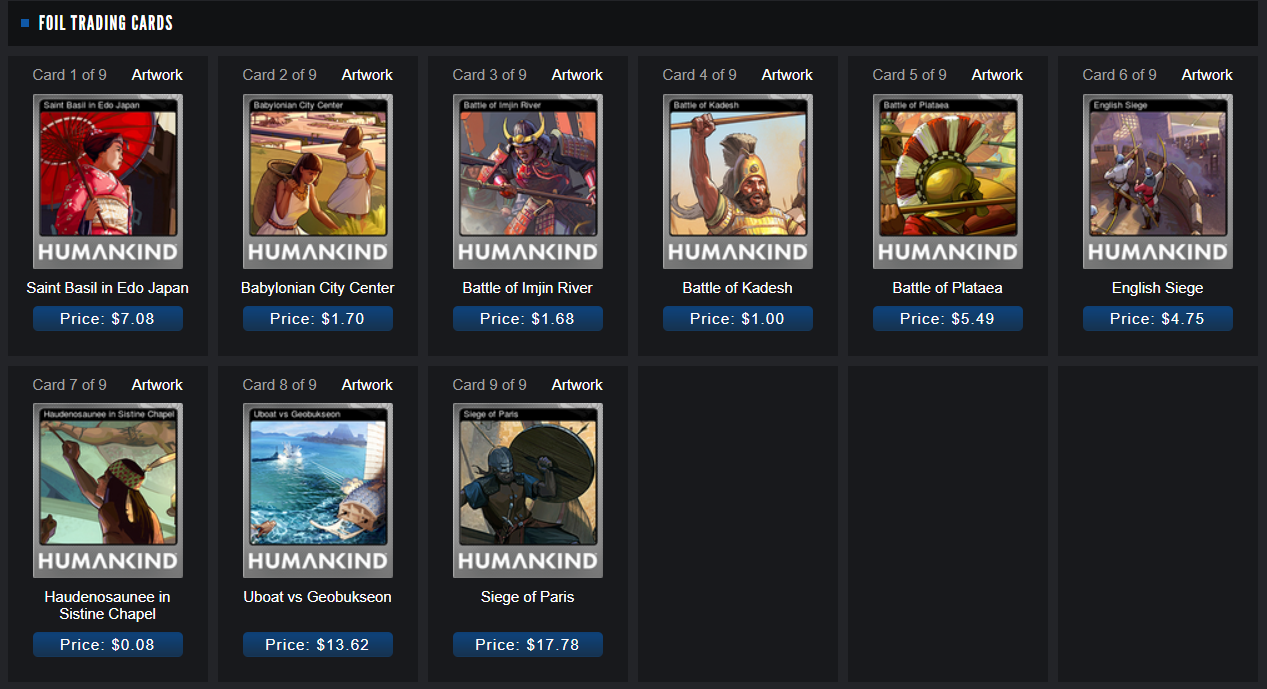 FOIL TRADING CARDS
Card 1 of 9 Artwork
Saint Basil in Edo Japan
HUMANKIND
Saint Basil in Edo Japan
Price: $7.08
Card 2 of 9 Artwork
Babylonian City Center
HUMANKIND
Babylonian City Center
Price: $1.70
Card 3 of 9 Artwork
Battle of Imjin River
HUMANKIND
Battle of Imjin River
Price: $1.68
Card 4 of 9 Artwork
Battle of Kadesh
HUMANKIND
Battle of Kadesh
Price: $1.00
Card 5 of 9 Artwork
Battle of Plataea
HUMANKIND
Battle of Plataea
Price: $5.49
Card 6 of 9 Artwork
English Siege
HUMANKIND
English Siege
Price: $4.75
Card 7 of 9 Artwork
Haudenosaunee in Sistine Chapel
HUMANKIND
Haudenosaunee in
Sistine Chapel
Price: $0.08
Card 8 of 9 Artwork
Uboat vs Geobukseon
HUMANKIND
Uboat vs Geobukseon
Price: $13.62
Card 9 of 9 Artwork
Siege of Paris
HUMANKIND
Siege of Paris
Price: $17.78